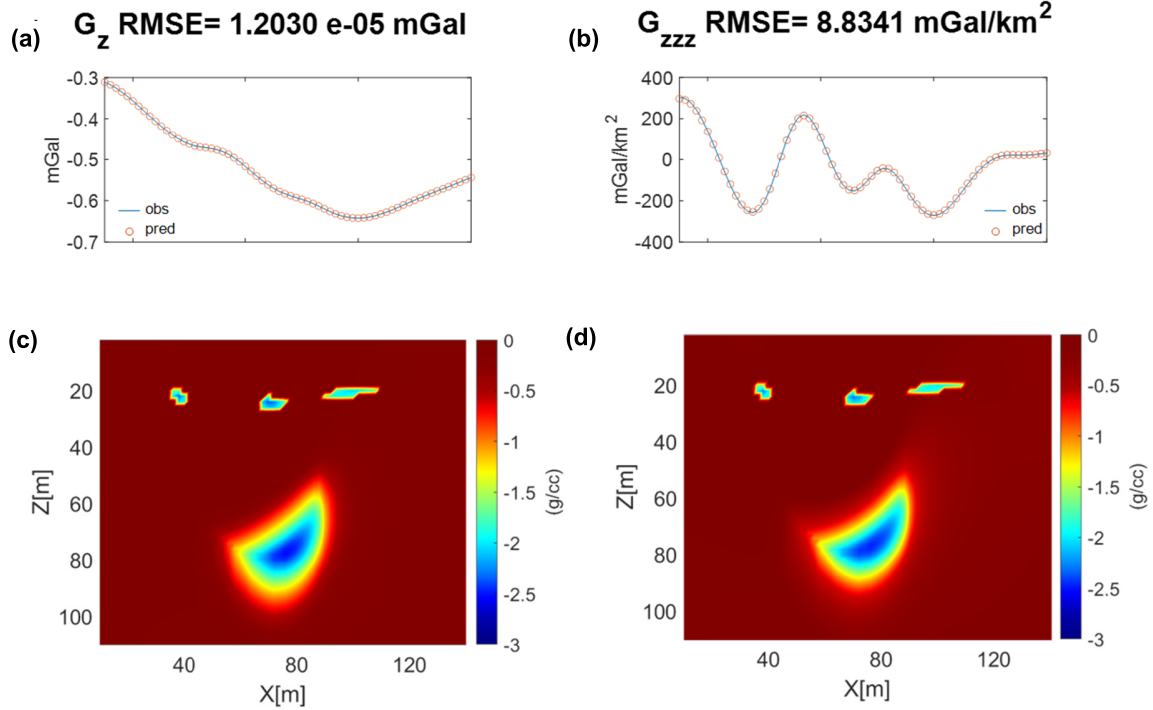 (a) G_z RMSE= 1.2030 e-05 mGal
-0.3
-0.4
-0.5
-0.6
-0.7
mGal
obs
pred
(b) G_zzz RMSE= 8.8341 mGal/km^2
400
200
0
-200
-400
mGal/km^2
obs
pred
(c)
20
40
60
80
100
Z[m]
40 80 120
X[m]
0
-0.5
-1
-1.5
-2
-2.5
-3
(g/cc)
(d)
20
40
60
80
100
Z[m]
40 80 120
X[m]
0
-0.5
-1
-1.5
-2
-2.5
-3
(g/cc)